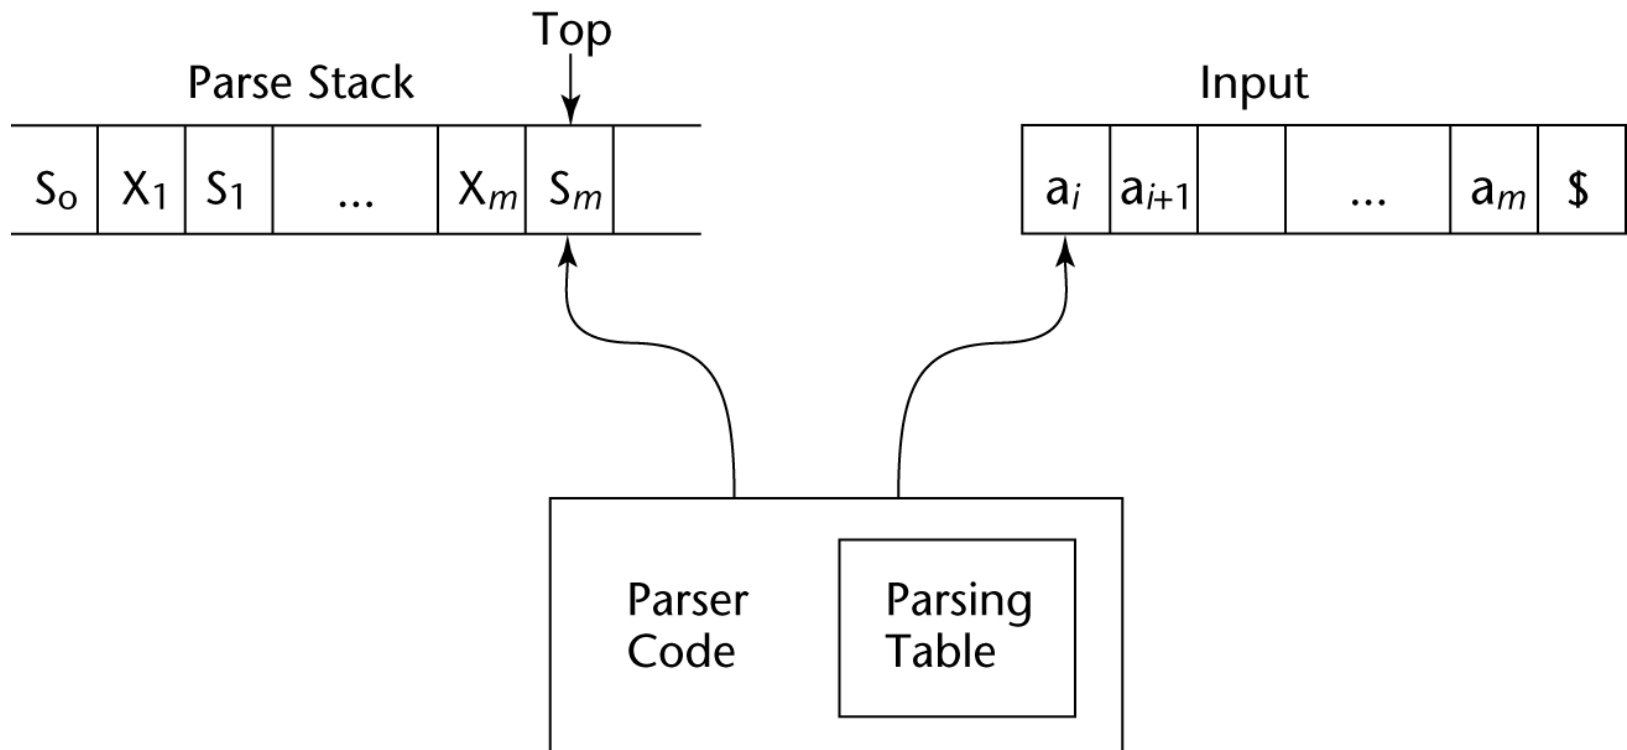 Top
Parse Stack
Input
S₀ X₁ S₁ ... Xₘ Sₘ
aᵢ aᵢ₊₁ ... aₘ $
Parser
Code
Parsing
Table